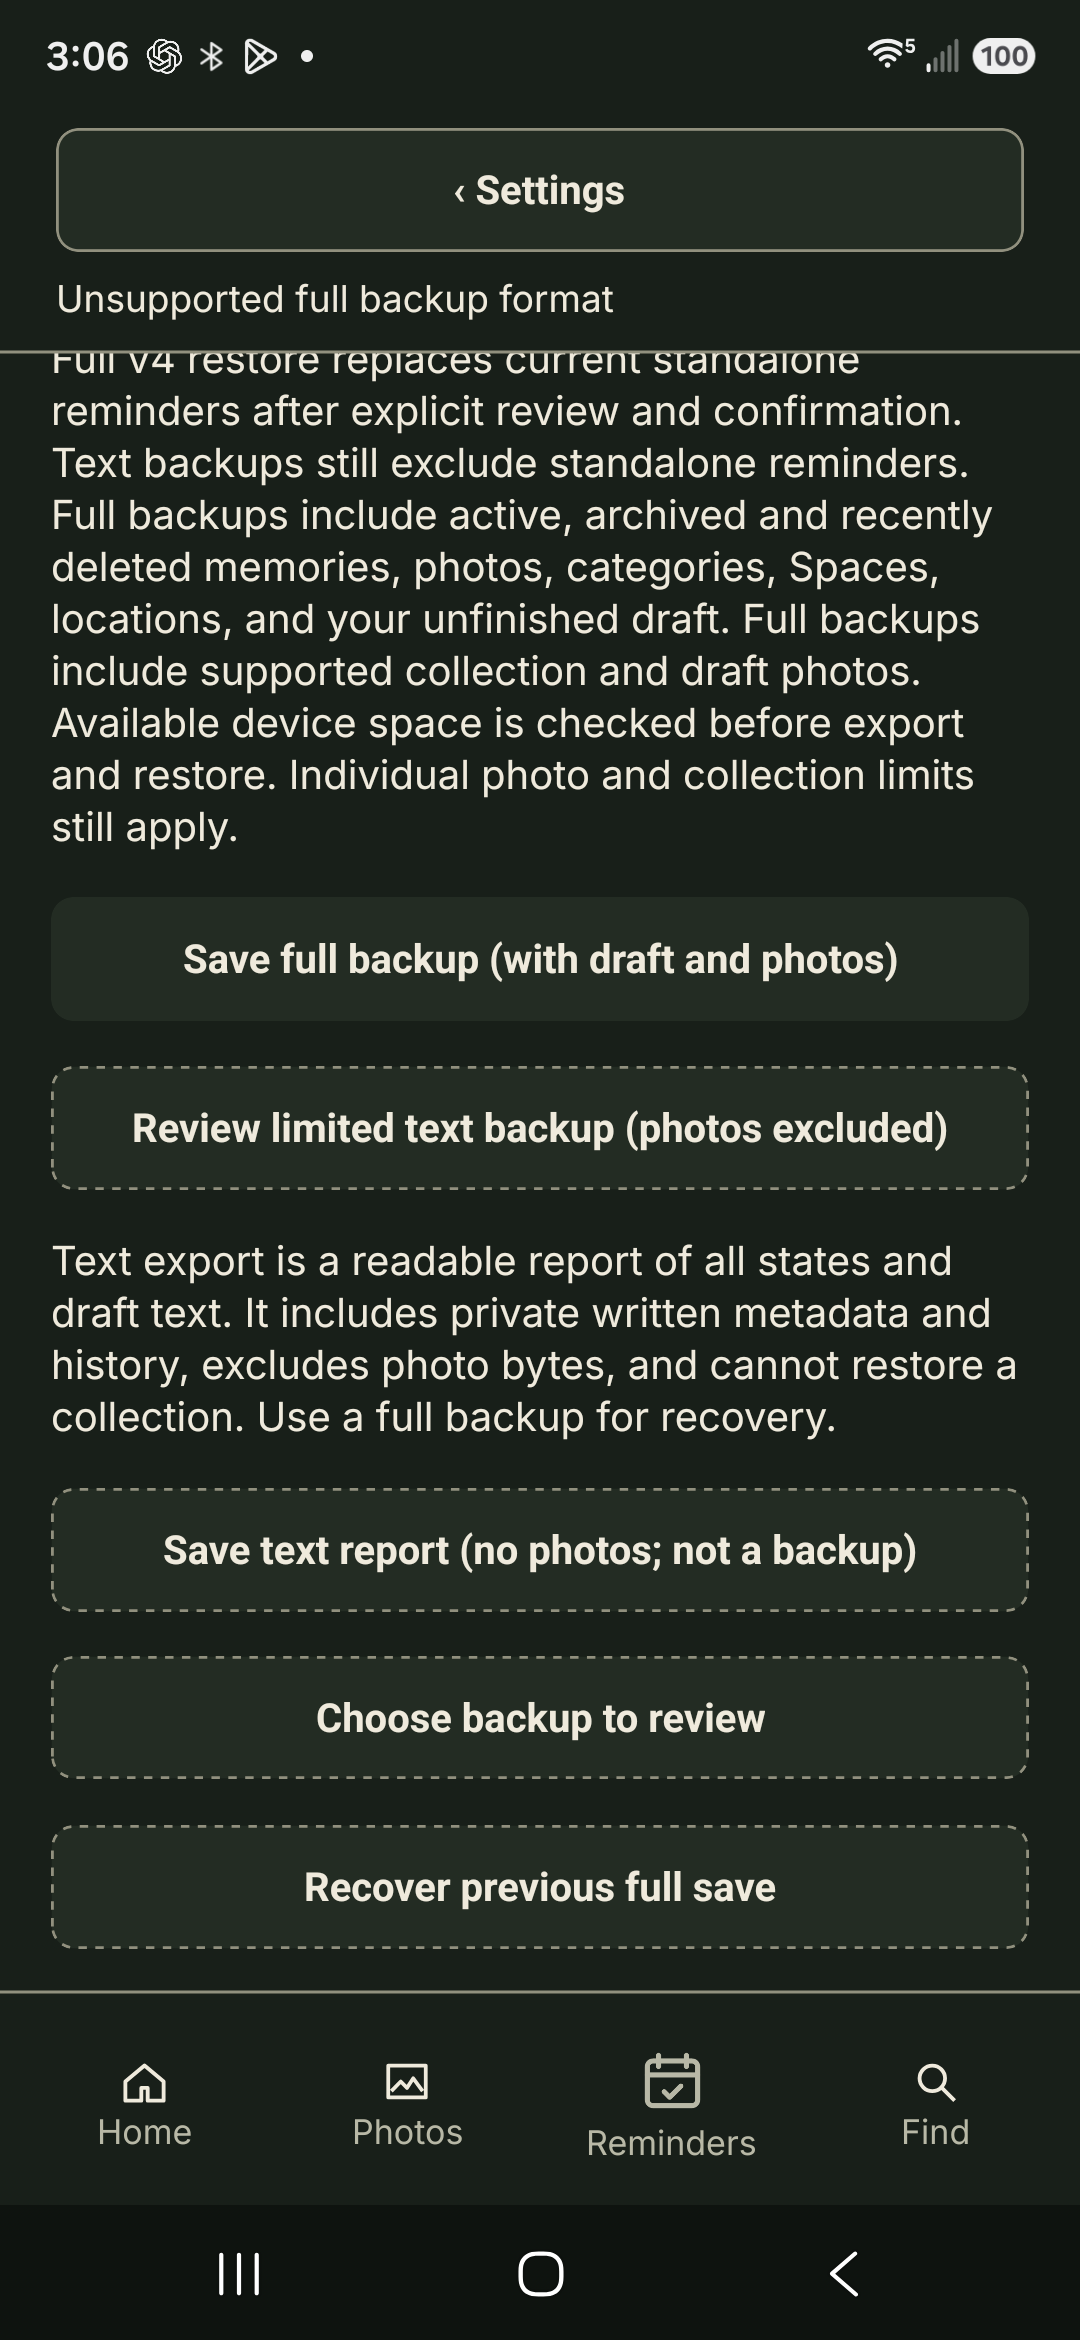 3:06
5
100
‹ Settings
Unsupported full backup format
Full v4 restore replaces current standalone
reminders after explicit review and confirmation.
Text backups still exclude standalone reminders.
Full backups include active, archived and recently
deleted memories, photos, categories, Spaces,
locations, and your unfinished draft. Full backups
include supported collection and draft photos.
Available device space is checked before export
and restore. Individual photo and collection limits
still apply.
Save full backup (with draft and photos)
Review limited text backup (photos excluded)
Text export is a readable report of all states and
draft text. It includes private written metadata and
history, excludes photo bytes, and cannot restore a
collection. Use a full backup for recovery.
Save text report (no photos; not a backup)
Choose backup to review
Recover previous full save
Home
Photos
Reminders
Find